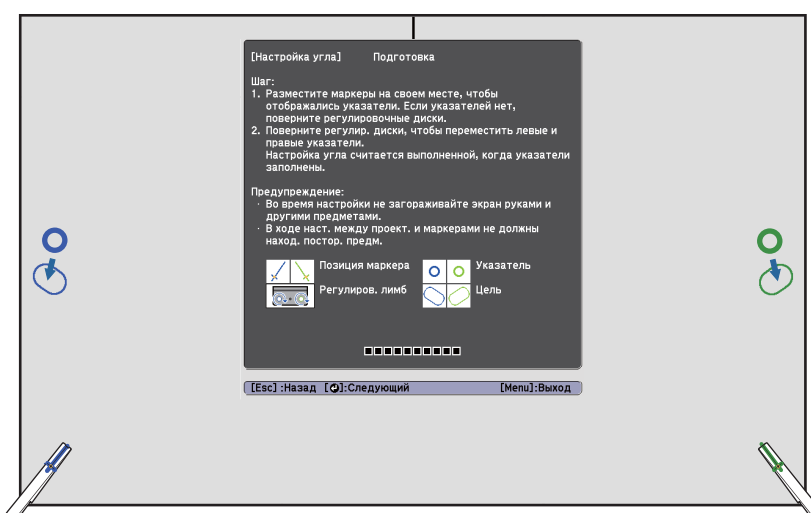 [Настройка угла] Подготовка
Шаг:
1. Разместите маркеры на своем месте, чтобы
отображались указатели. Если указателей нет,
поверните регулировочные диски.
2. Поверните регулир. диски, чтобы переместить левые и
правые указатели.
Настройка угла считается выполненной, когда указатели
заполнены.
Предупреждение:
· Во время настройки не загораживайте экран руками и
другими предметами.
· В ходе наст. между проект. и маркерами не должны
наход. постор. предм.
Позиция маркера Указатель
Регулиров. лимб Цель
[Esc] :Назад [⏎]:Следующий [Menu]:Выход